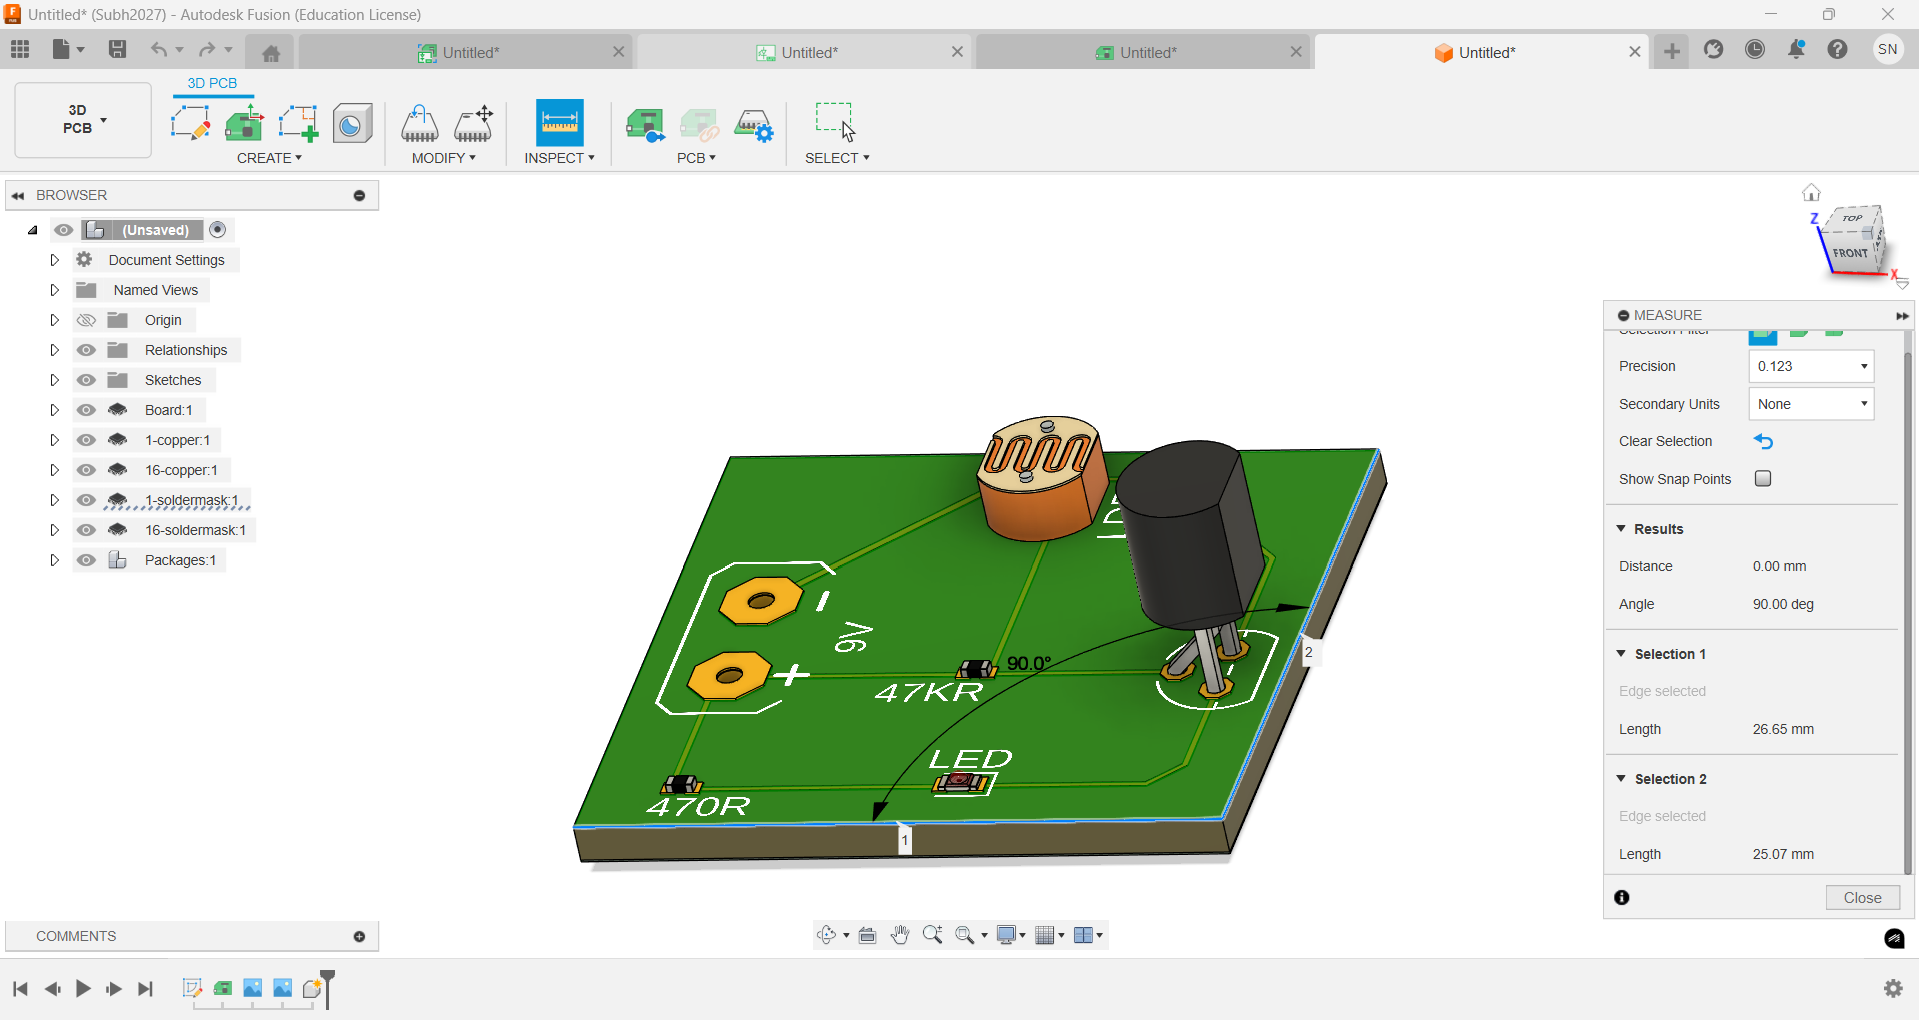 Untitled* (Subh2027) - Autodesk Fusion (Education License)
Untitled*
Untitled*
Untitled*
Untitled*
SN
3D PCB
3D
PCB
CREATE
MODIFY
INSPECT
PCB
SELECT
BROWSER
(Unsaved)
Document Settings
Named Views
Origin
Relationships
Sketches
Board:1
1-copper:1
16-copper:1
1-soldermask:1
16-soldermask:1
Packages:1
Z
TOP
FRONT
X
9V
+
47KR
90.0°
LED
470R
1
2
MEASURE
Precision
0.123
Secondary Units
None
Clear Selection
Show Snap Points
Results
Distance
0.00 mm
Angle
90.00 deg
Selection 1
Edge selected
Length
26.65 mm
Selection 2
Edge selected
Length
25.07 mm
Close
COMMENTS